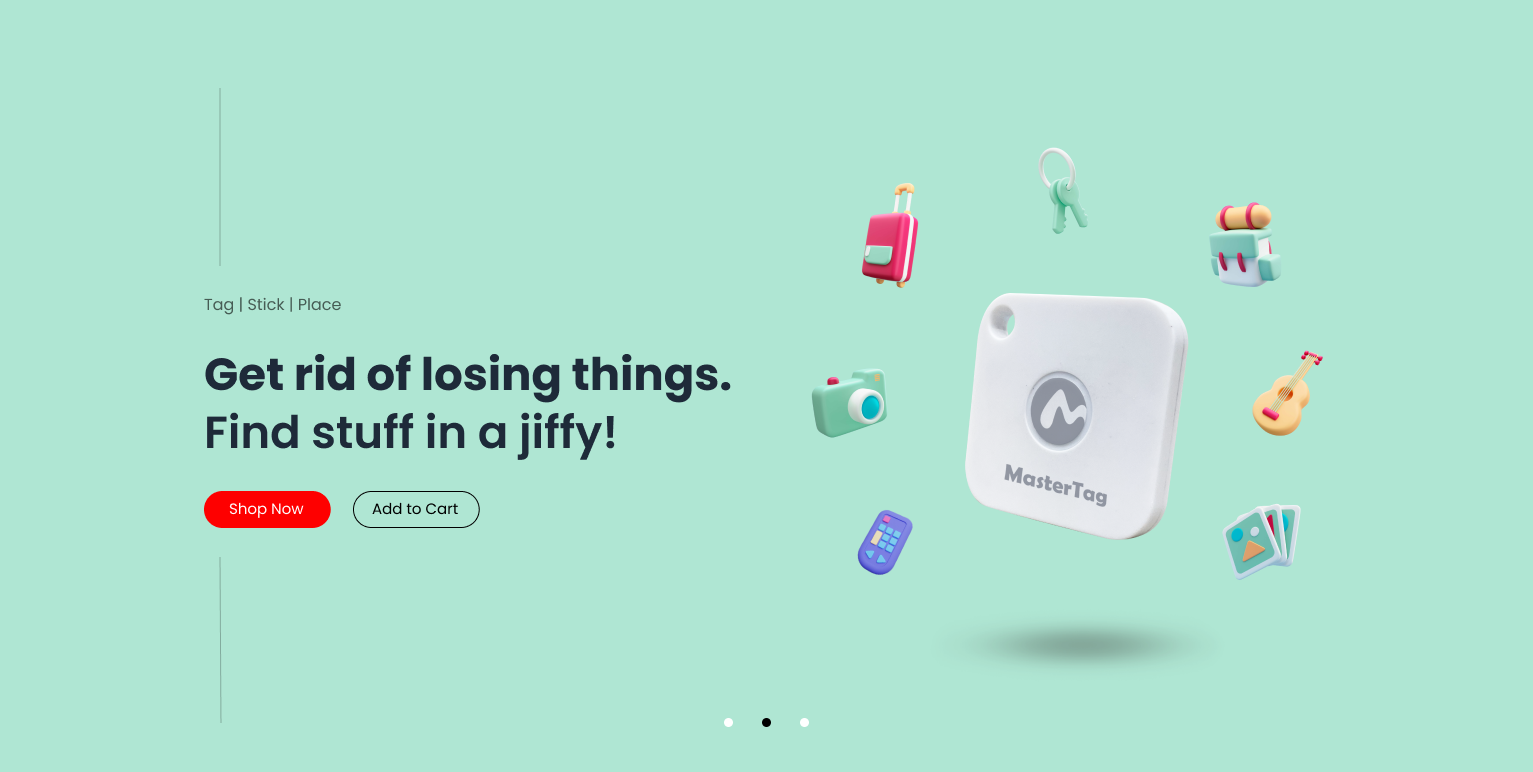 Tag | Stick | Place
Get rid of losing things.
Find stuff in a jiffy!
Shop Now
Add to Cart
MasterTag